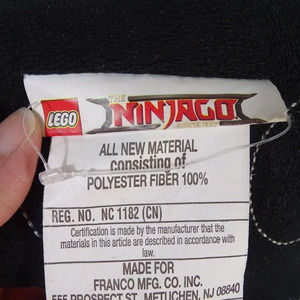 LEGO
THE
NINJAGO
MOVIE
ALL NEW MATERIAL
consisting of
POLYESTER FIBER 100%
REG. NO. NC 1182 (CN)
Certification is made by the manufacturer that the
materials in this article are described in accordance with
law.
MADE FOR
FRANCO MFG. CO. INC.
555 PROSPECT ST. METUCHEN, NJ 08840